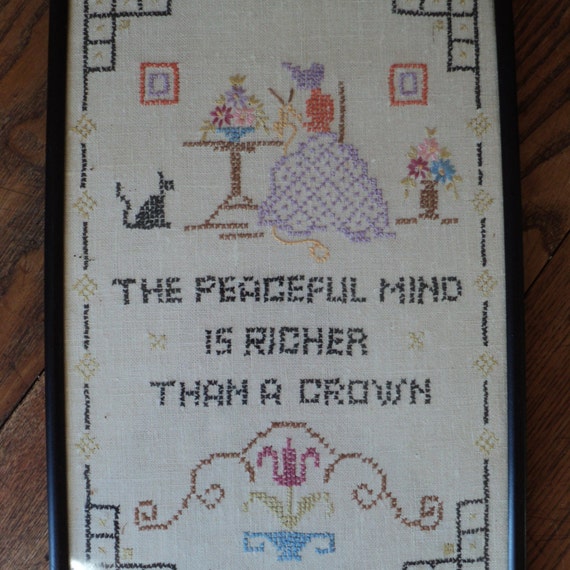 THE PEACEFUL MIND
IS RICHER
THAN A CROWN